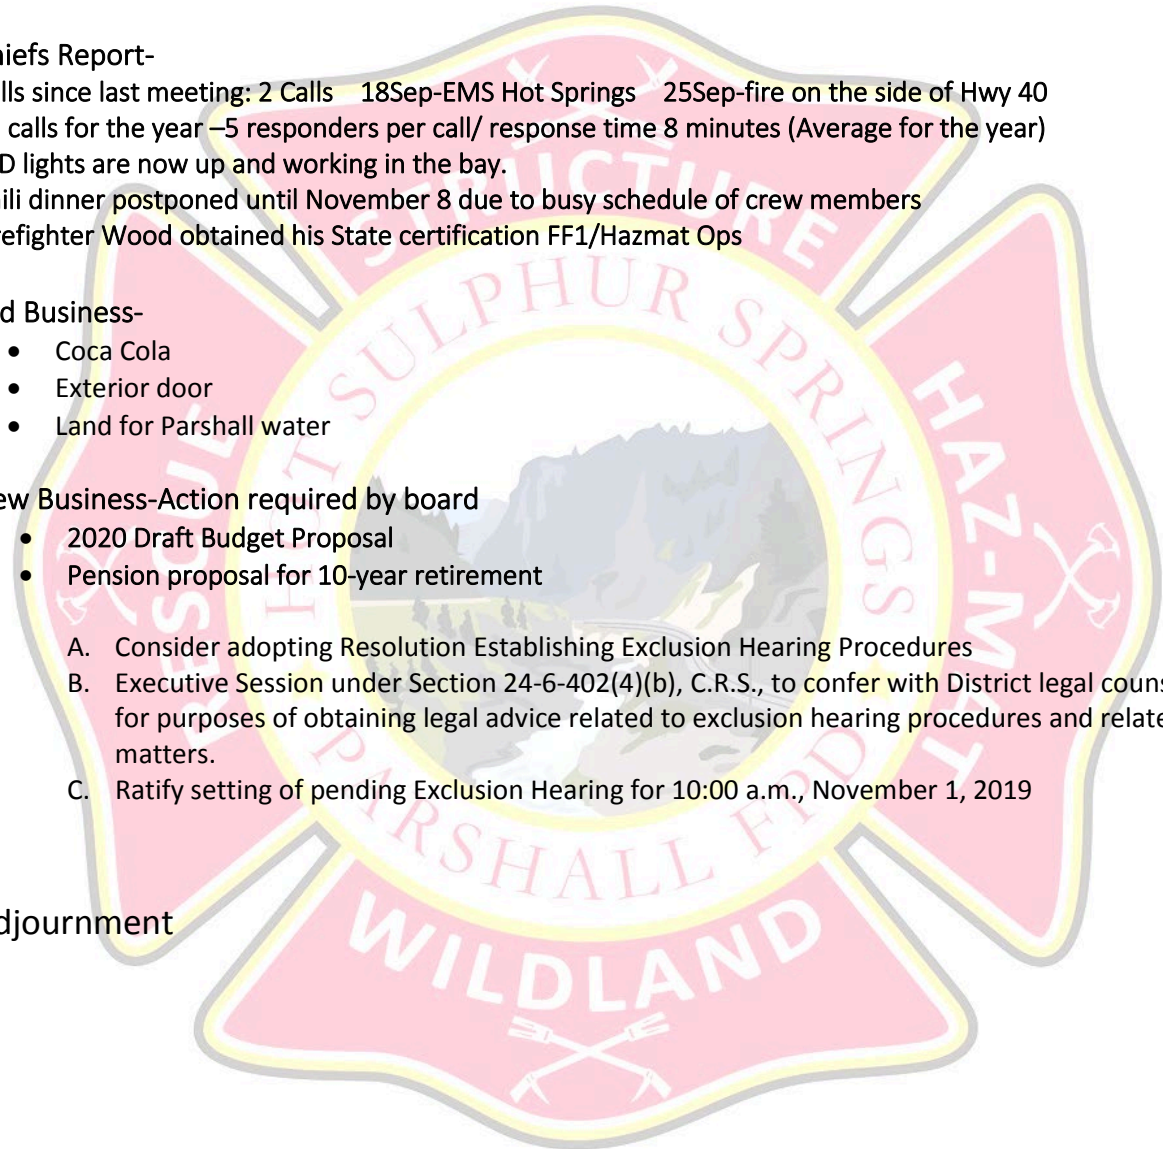 hiefs Report-
lls since last meeting: 2 Calls 18Sep-EMS Hot Springs 25Sep-fire on the side of Hwy 40
calls for the year –5 responders per call/ response time 8 minutes (Average for the year)
D lights are now up and working in the bay.
ili dinner postponed until November 8 due to busy schedule of crew members
refighter Wood obtained his State certification FF1/Hazmat Ops
d Business-
• Coca Cola
• Exterior door
• Land for Parshall water
ew Business-Action required by board
• 2020 Draft Budget Proposal
• Pension proposal for 10-year retirement
A. Consider adopting Resolution Establishing Exclusion Hearing Procedures
B. Executive Session under Section 24-6-402(4)(b), C.R.S., to confer with District legal couns
for purposes of obtaining legal advice related to exclusion hearing procedures and relate
matters.
C. Ratify setting of pending Exclusion Hearing for 10:00 a.m., November 1, 2019
djournment
STRUCTURE
HOT SULPHUR SPRINGS
RESCUE
HAZ-MAT
PARSHALL FPD
WILDLAND